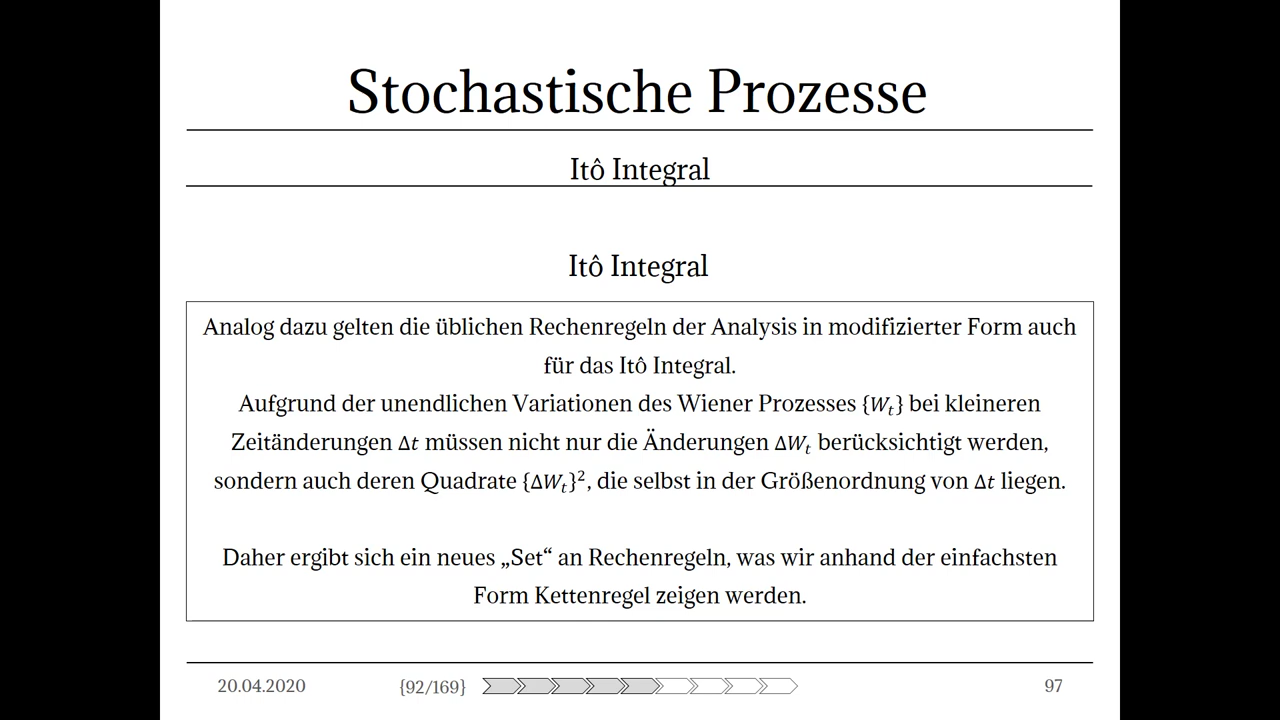 Stochastische Prozesse
Itô Integral
Itô Integral
Analog dazu gelten die üblichen Rechenregeln der Analysis in modifizierter Form auch
für das Itô Integral.
Aufgrund der unendlichen Variationen des Wiener Prozesses {Wₜ} bei kleineren
Zeitänderungen Δt müssen nicht nur die Änderungen ΔWₜ berücksichtigt werden,
sondern auch deren Quadrate {ΔWₜ}², die selbst in der Größenordnung von Δt liegen.
Daher ergibt sich ein neues „Set“ an Rechenregeln, was wir anhand der einfachsten
Form Kettenregel zeigen werden.
20.04.2020 {92/169} 97